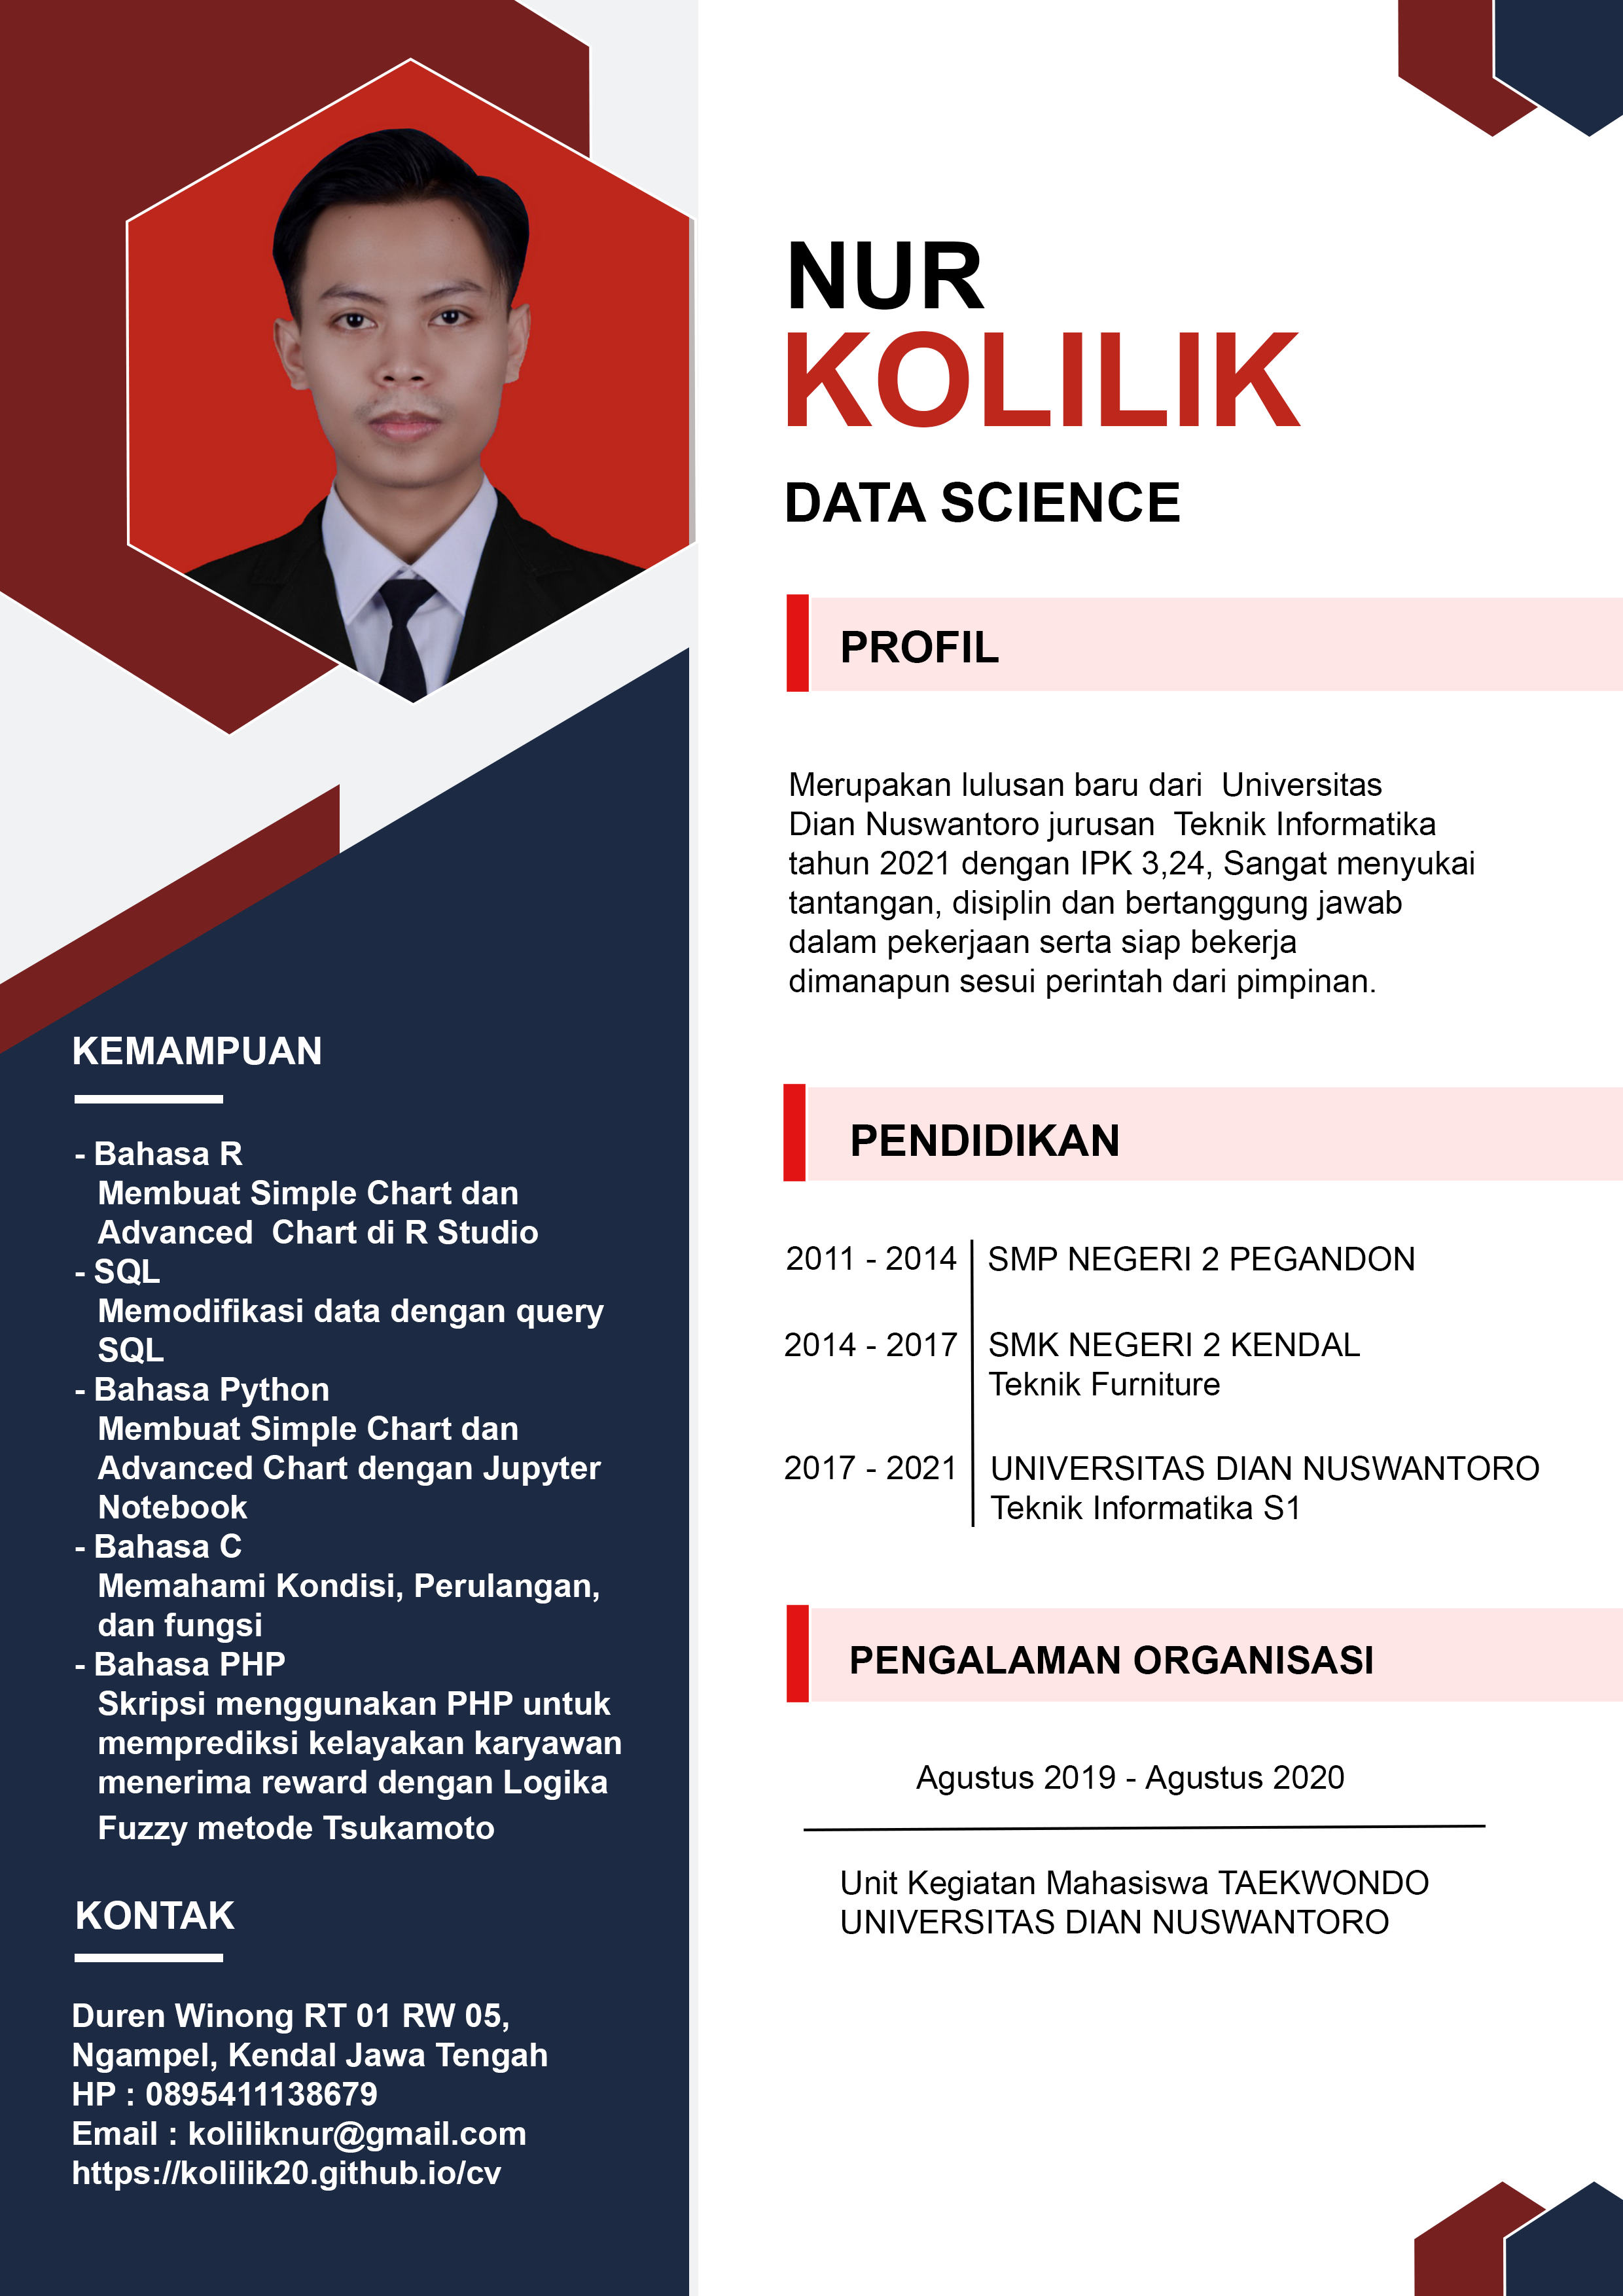 NUR
KOLILIK
DATA SCIENCE
PROFIL
Merupakan lulusan baru dari  Universitas
Dian Nuswantoro jurusan  Teknik Informatika
tahun 2021 dengan IPK 3,24, Sangat menyukai
tantangan, disiplin dan bertanggung jawab
dalam pekerjaan serta siap bekerja
dimanapun sesui perintah dari pimpinan.
PENDIDIKAN
2011 - 2014 SMP NEGERI 2 PEGANDON
2014 - 2017 SMK NEGERI 2 KENDAL
Teknik Furniture
2017 - 2021 UNIVERSITAS DIAN NUSWANTORO
Teknik Informatika S1
PENGALAMAN ORGANISASI
Agustus 2019 - Agustus 2020
Unit Kegiatan Mahasiswa TAEKWONDO
UNIVERSITAS DIAN NUSWANTORO
KEMAMPUAN
- Bahasa R
Membuat Simple Chart dan
Advanced  Chart di R Studio
- SQL
Memodifikasi data dengan query
SQL
- Bahasa Python
Membuat Simple Chart dan
Advanced Chart dengan Jupyter
Notebook
- Bahasa C
Memahami Kondisi, Perulangan,
dan fungsi
- Bahasa PHP
Skripsi menggunakan PHP untuk
memprediksi kelayakan karyawan
menerima reward dengan Logika
Fuzzy metode Tsukamoto
KONTAK
Duren Winong RT 01 RW 05,
Ngampel, Kendal Jawa Tengah
HP : 0895411138679
Email : koliliknur@gmail.com
https://kolilik20.github.io/cv